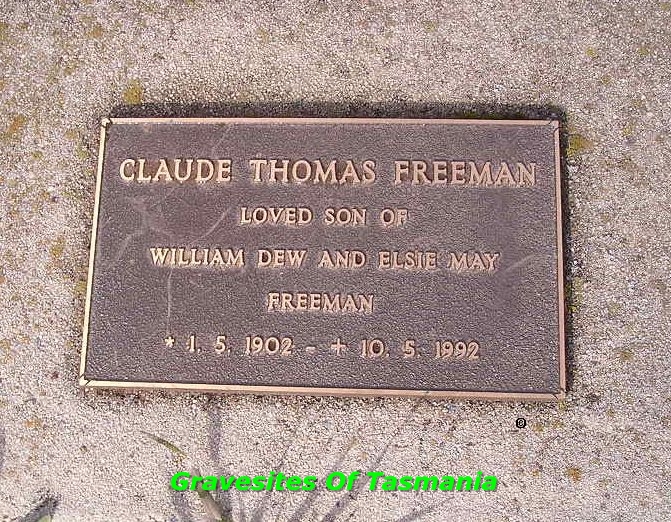 CLAUDE THOMAS FREEMAN
LOVED SON OF
WILLIAM DEW AND ELSIE MAY
FREEMAN
* 1. 5. 1902 - + 10. 5. 1992
Gravesites Of Tasmania